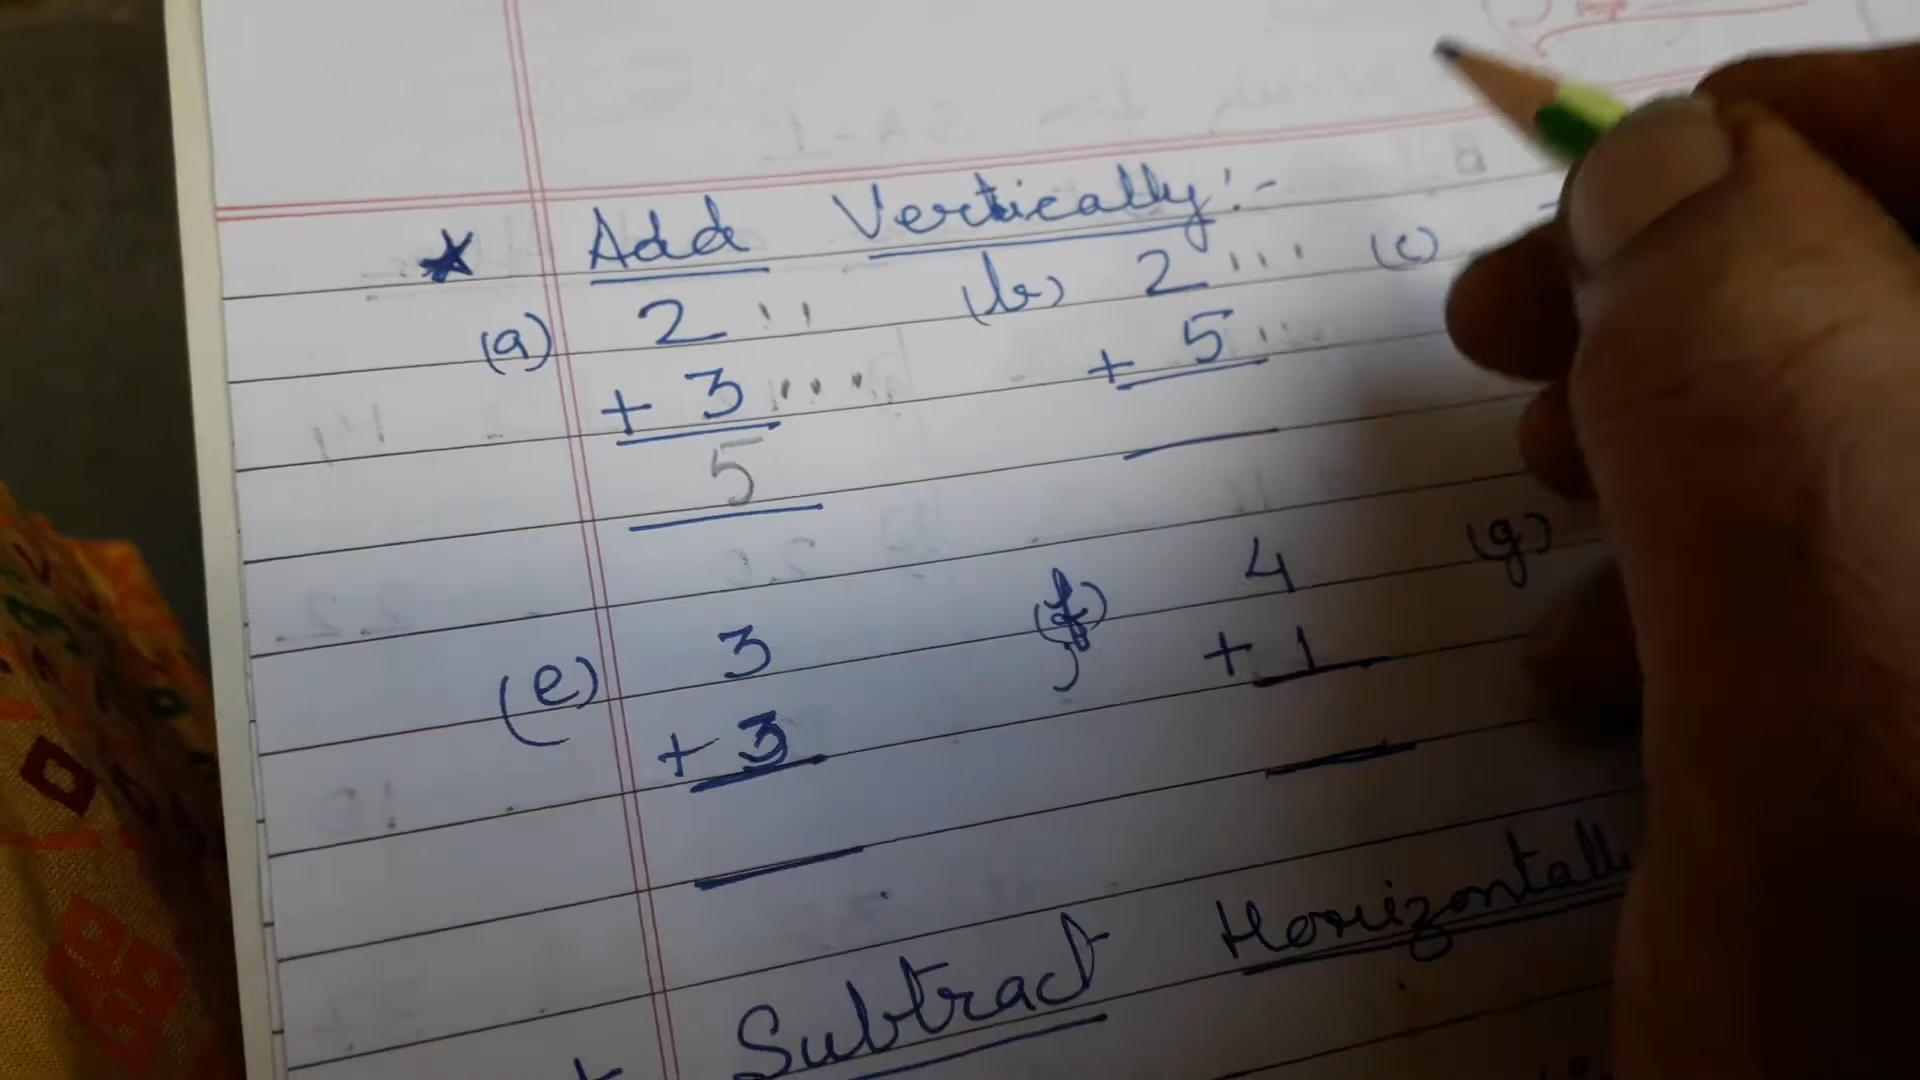 ★ Add Vertically:-
(a) 2 (b) 2 (c)
+ 3 + 5
5
(e) 3 (f) 4 (g)
+ 3 + 1
Subtract Horizontall